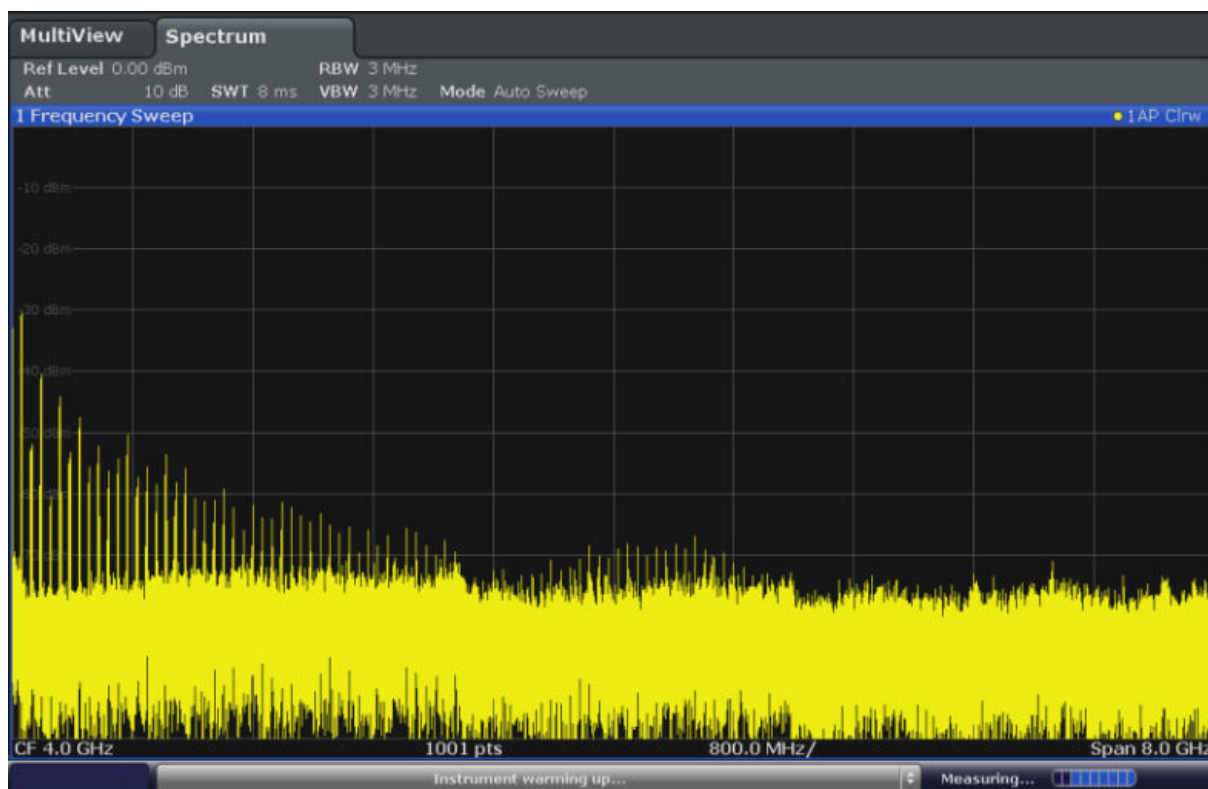 MultiView Spectrum
Ref Level 0.00 dBm RBW 3 MHz
Att 10 dB SWT 8 ms VBW 3 MHz Mode Auto Sweep
1 Frequency Sweep 1AP Clrw
-10 dBm
-20 dBm
-30 dBm
-40 dBm
-50 dBm
CF 4.0 GHz 1001 pts 800.0 MHz/ Span 8.0 GHz
Instrument warming up... Measuring...